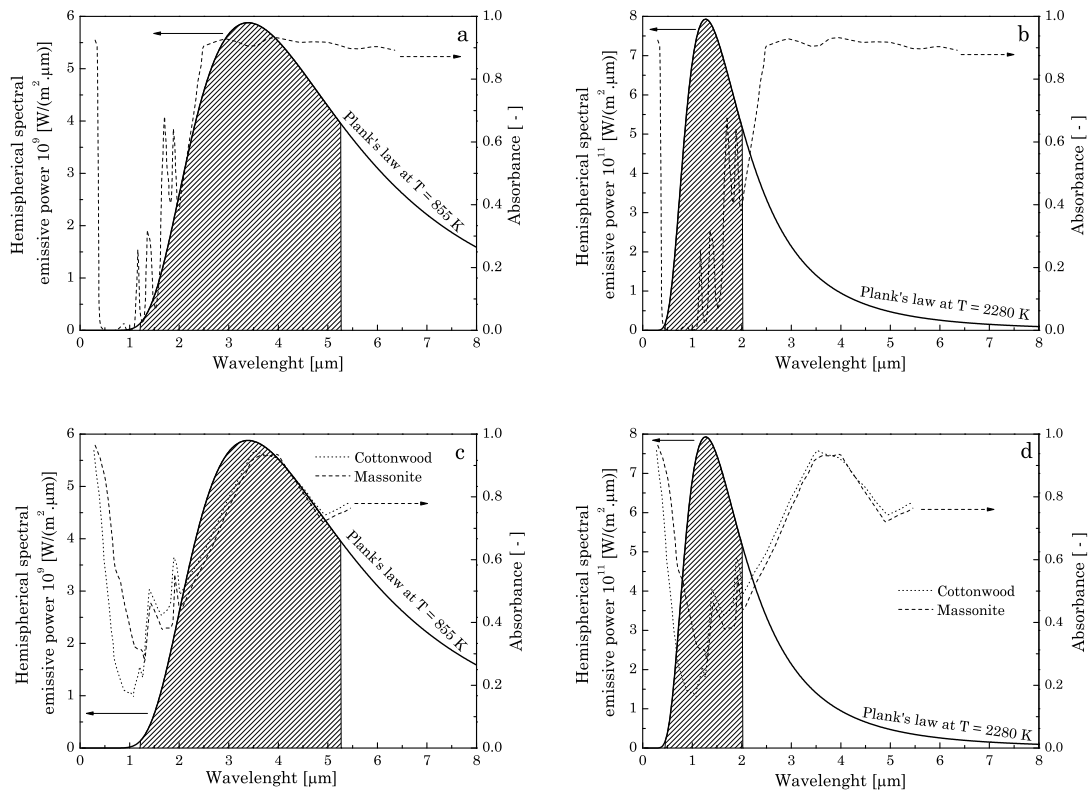 a
6
5
4
3
2
1
0
1.0
0.8
0.6
0.4
0.2
0.0
0 1 2 3 4 5 6 7 8
Hemispherical spectral
emissive power 10⁹ [W/(m².µm)]
Absorbance [ - ]
Plank's law at T = 855 K
Wavelenght [µm]
b
8
7
6
5
4
3
2
1
0
1.0
0.8
0.6
0.4
0.2
0.0
0 1 2 3 4 5 6 7 8
Hemispherical spectral
emissive power 10¹¹ [W/(m².µm)]
Absorbance [ - ]
Plank's law at T = 2280 K
Wavelenght [µm]
c
6
5
4
3
2
1
0
1.0
0.8
0.6
0.4
0.2
0.0
0 1 2 3 4 5 6 7 8
Hemispherical spectral
emissive power 10⁹ [W/(m².µm)]
Absorbance [ - ]
Cottonwood
Massonite
Plank's law at T = 855 K
Wavelenght [µm]
d
8
7
6
5
4
3
2
1
0
1.0
0.8
0.6
0.4
0.2
0.0
0 1 2 3 4 5 6 7 8
Hemispherical spectral
emissive power 10¹¹ [W/(m².µm)]
Absorbance [ - ]
Cottonwood
Massonite
Plank's law at T = 2280 K
Wavelenght [µm]